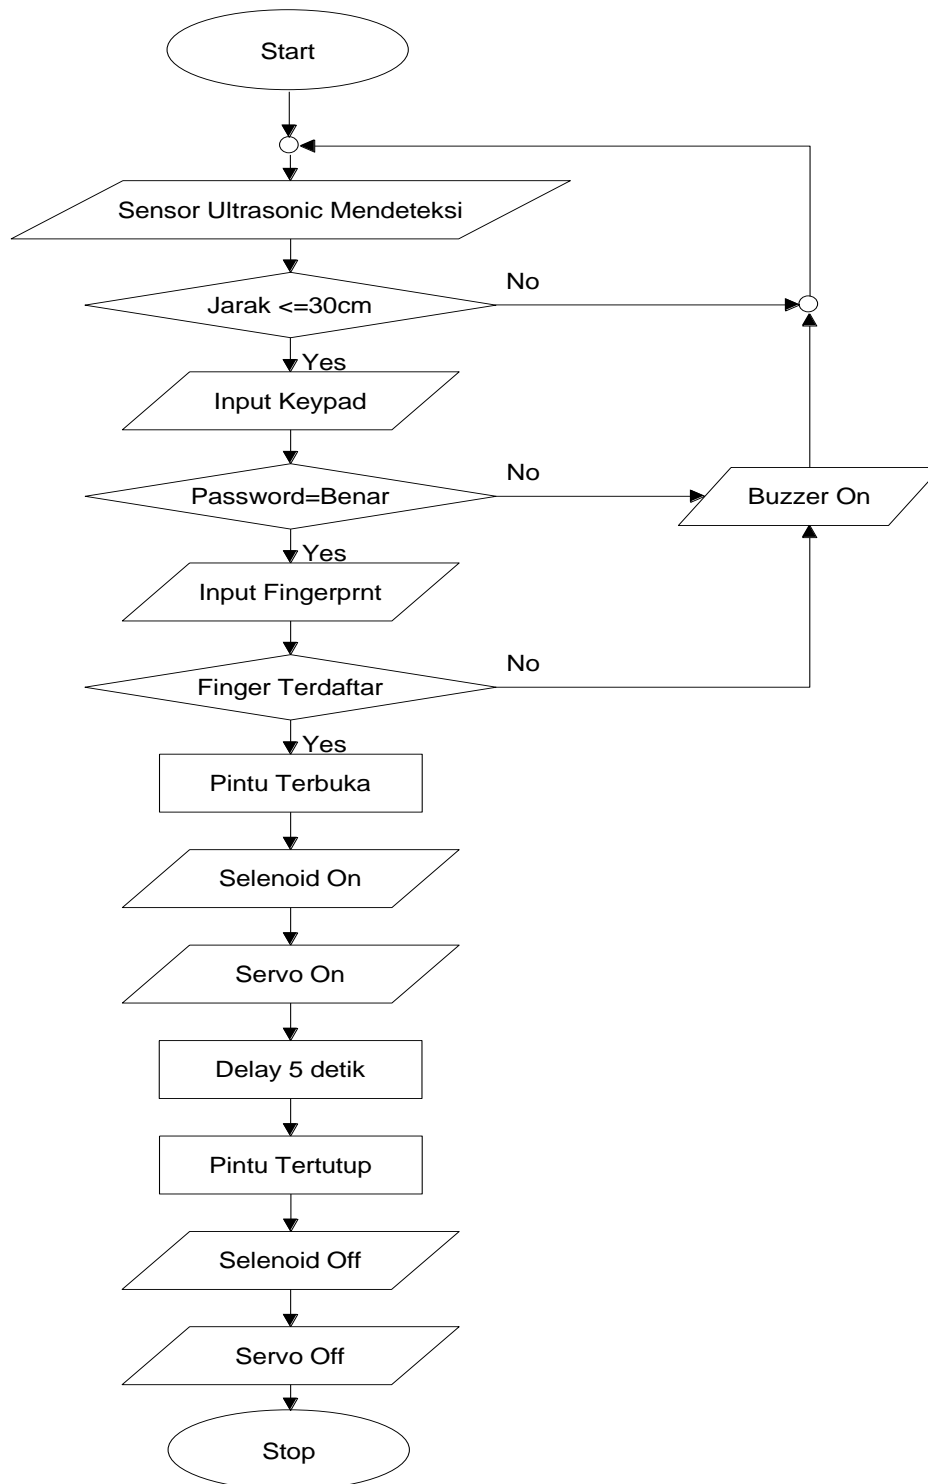 Start
Sensor Ultrasonic Mendeteksi
No
Jarak <=30cm
Yes
Input Keypad
No
Password=Benar
Buzzer On
Yes
Input Fingerprnt
No
Finger Terdaftar
Yes
Pintu Terbuka
Selenoid On
Servo On
Delay 5 detik
Pintu Tertutup
Selenoid Off
Servo Off
Stop